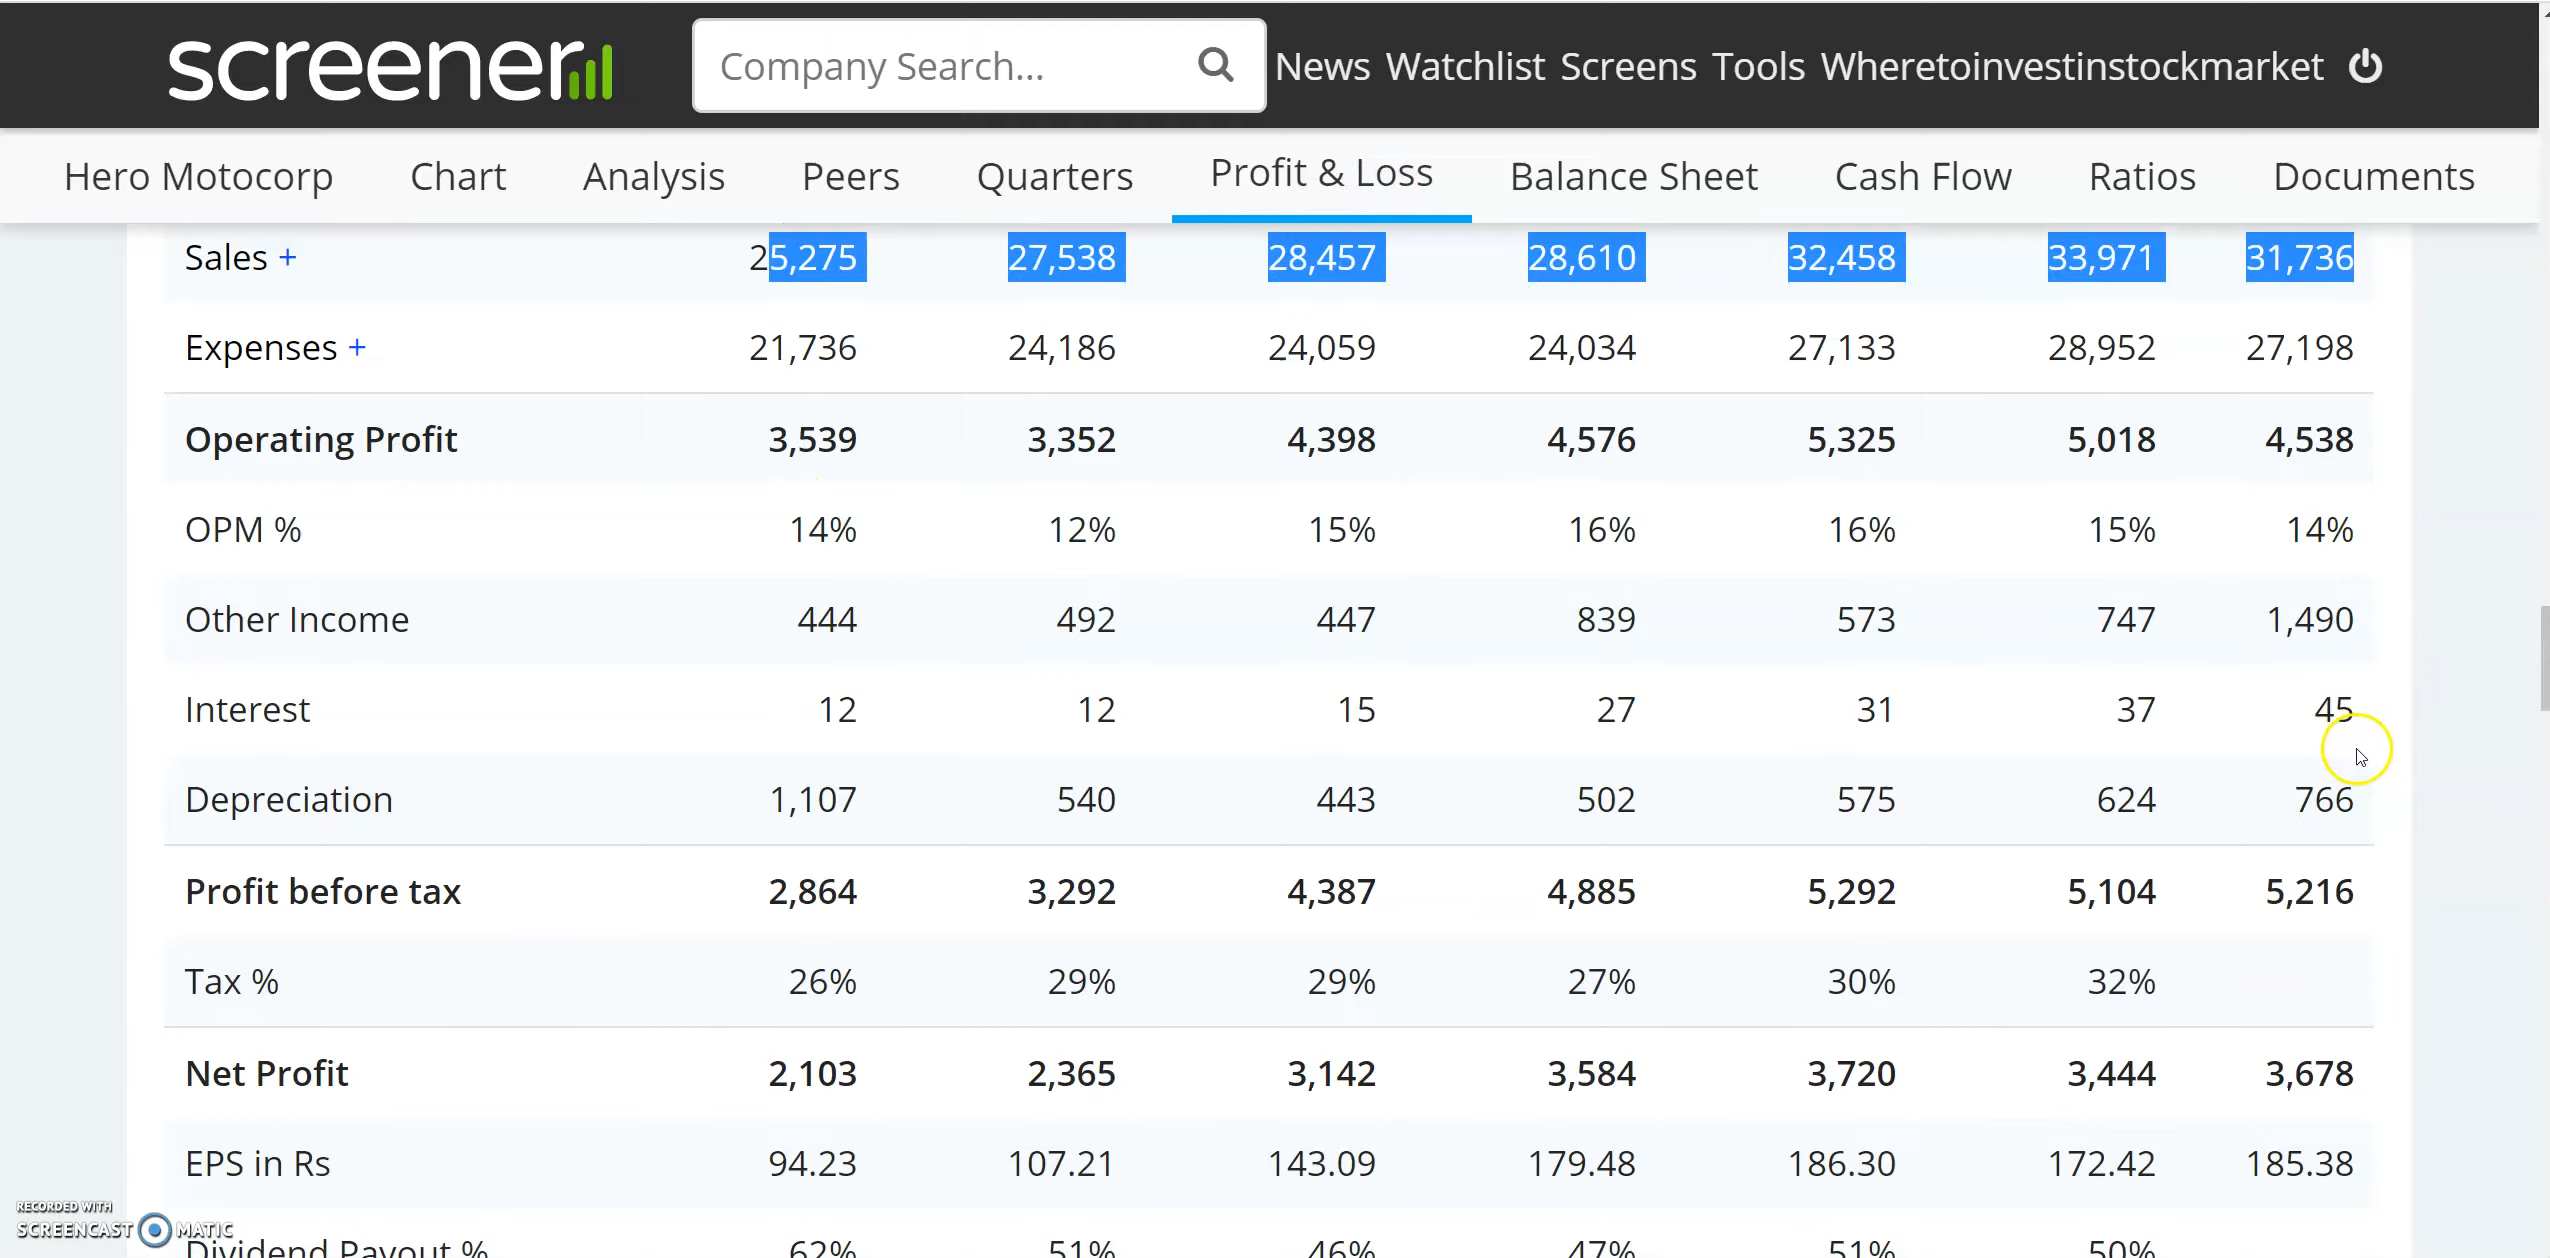 screener
Company Search...
News Watchlist Screens Tools Wheretoinvestinstockmarket
Hero Motocorp Chart Analysis Peers Quarters Profit & Loss Balance Sheet Cash Flow Ratios Documents
Sales + 25,275 27,538 28,457 28,610 32,458 33,971 31,736
Expenses + 21,736 24,186 24,059 24,034 27,133 28,952 27,198
Operating Profit 3,539 3,352 4,398 4,576 5,325 5,018 4,538
OPM % 14% 12% 15% 16% 16% 15% 14%
Other Income 444 492 447 839 573 747 1,490
Interest 12 12 15 27 31 37 45
Depreciation 1,107 540 443 502 575 624 766
Profit before tax 2,864 3,292 4,387 4,885 5,292 5,104 5,216
Tax % 26% 29% 29% 27% 30% 32%
Net Profit 2,103 2,365 3,142 3,584 3,720 3,444 3,678
EPS in Rs 94.23 107.21 143.09 179.48 186.30 172.42 185.38
RECORDED WITH
SCREENCAST MATIC
Dividend Payout % 62% 51% 46% 47% 51% 50%